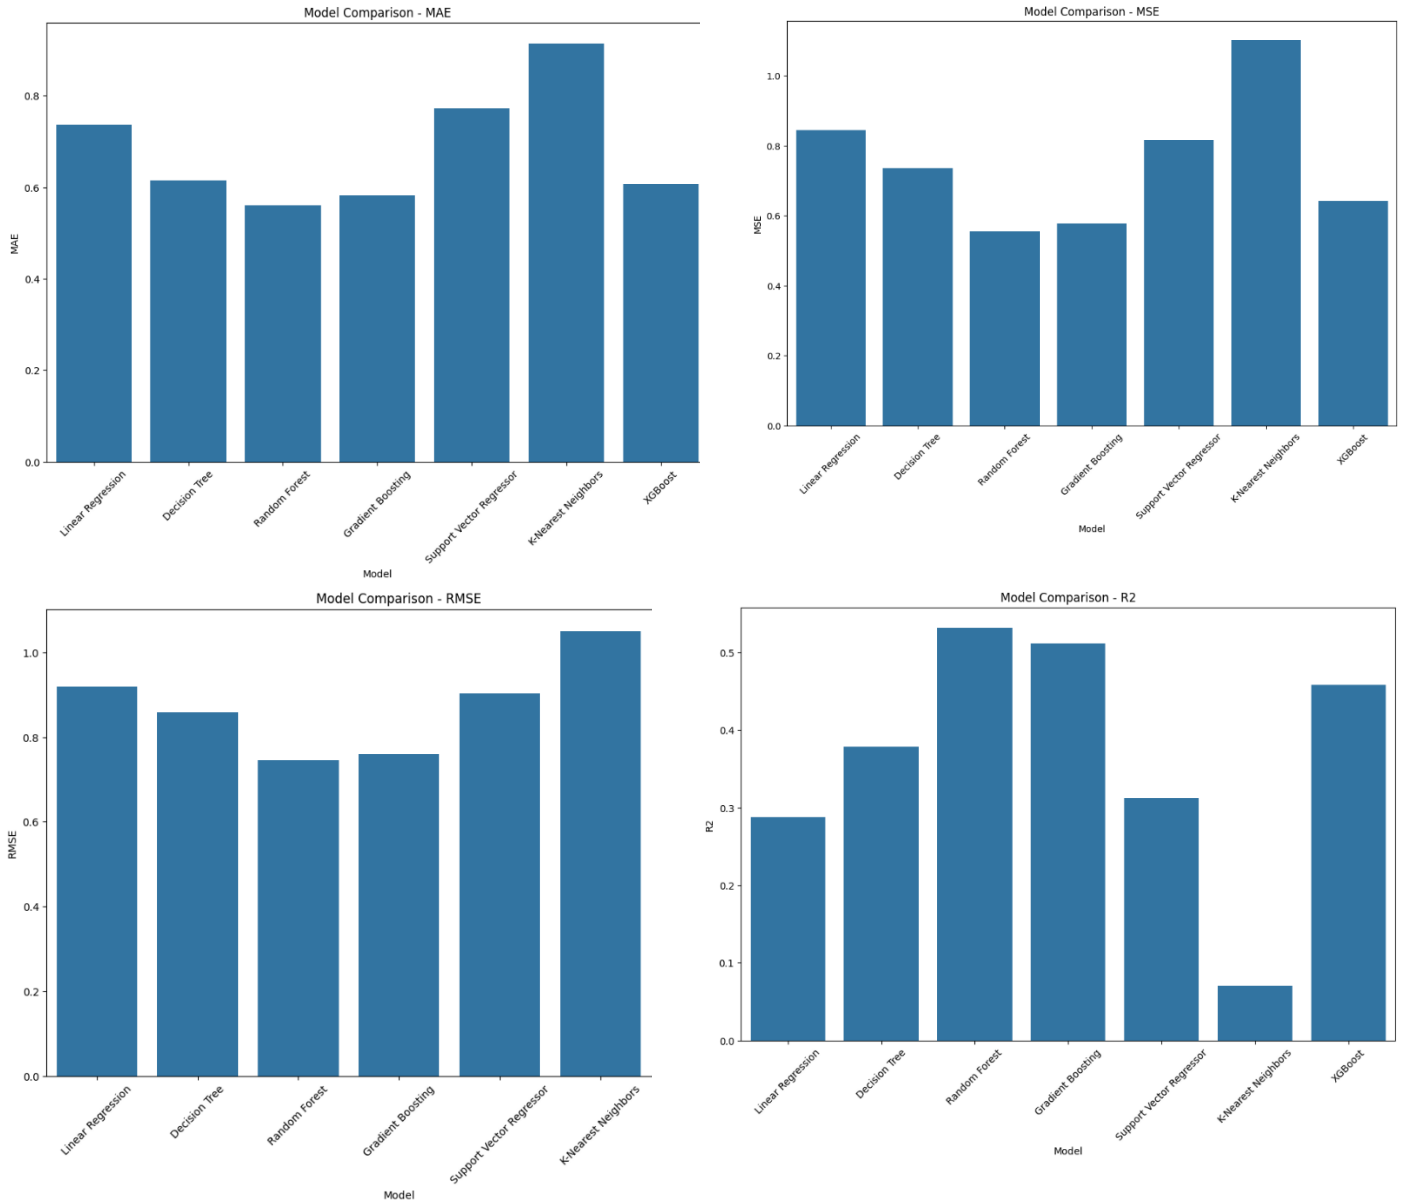 Model Comparison - MAE
MAE
0.8
0.6
0.4
0.2
0.0
Linear Regression
Decision Tree
Random Forest
Gradient Boosting
Support Vector Regressor
K-Nearest Neighbors
XGBoost
Model
Model Comparison - MSE
MSE
1.0
0.8
0.6
0.4
0.2
0.0
Linear Regression
Decision Tree
Random Forest
Gradient Boosting
Support Vector Regressor
K-Nearest Neighbors
XGBoost
Model
Model Comparison - RMSE
RMSE
1.0
0.8
0.6
0.4
0.2
0.0
Linear Regression
Decision Tree
Random Forest
Gradient Boosting
Support Vector Regressor
K-Nearest Neighbors
Model
Model Comparison - R2
R2
0.5
0.4
0.3
0.2
0.1
0.0
Linear Regression
Decision Tree
Random Forest
Gradient Boosting
Support Vector Regressor
K-Nearest Neighbors
XGBoost
Model